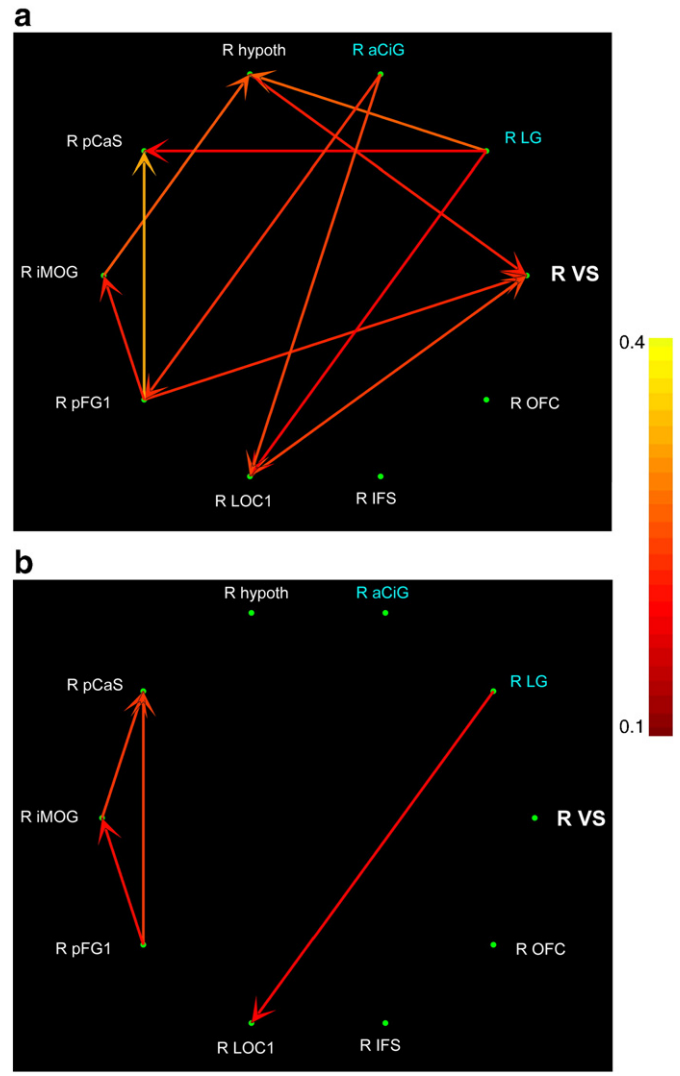 a
R hypoth R aCiG
R pCaS R LG
R iMOG R VS
R pFG1 R OFC
R LOC1 R IFS
0.4
b
R hypoth R aCiG
R pCaS R LG
0.1
R iMOG R VS
R pFG1 R OFC
R LOC1 R IFS